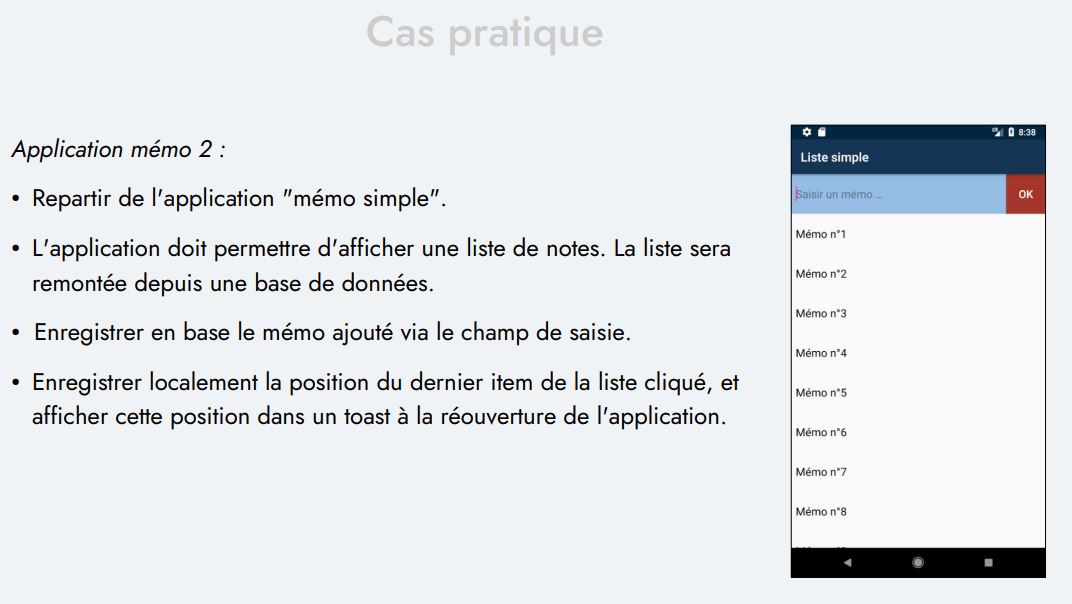 Cas pratique
Application mémo 2 :
• Repartir de l'application "mémo simple".
• L'application doit permettre d'afficher une liste de notes. La liste sera
remontée depuis une base de données.
• Enregistrer en base le mémo ajouté via le champ de saisie.
• Enregistrer localement la position du dernier item de la liste cliqué, et
afficher cette position dans un toast à la réouverture de l'application.
8:38
Liste simple
Saisir un mémo ...
OK
Mémo n°1
Mémo n°2
Mémo n°3
Mémo n°4
Mémo n°5
Mémo n°6
Mémo n°7
Mémo n°8